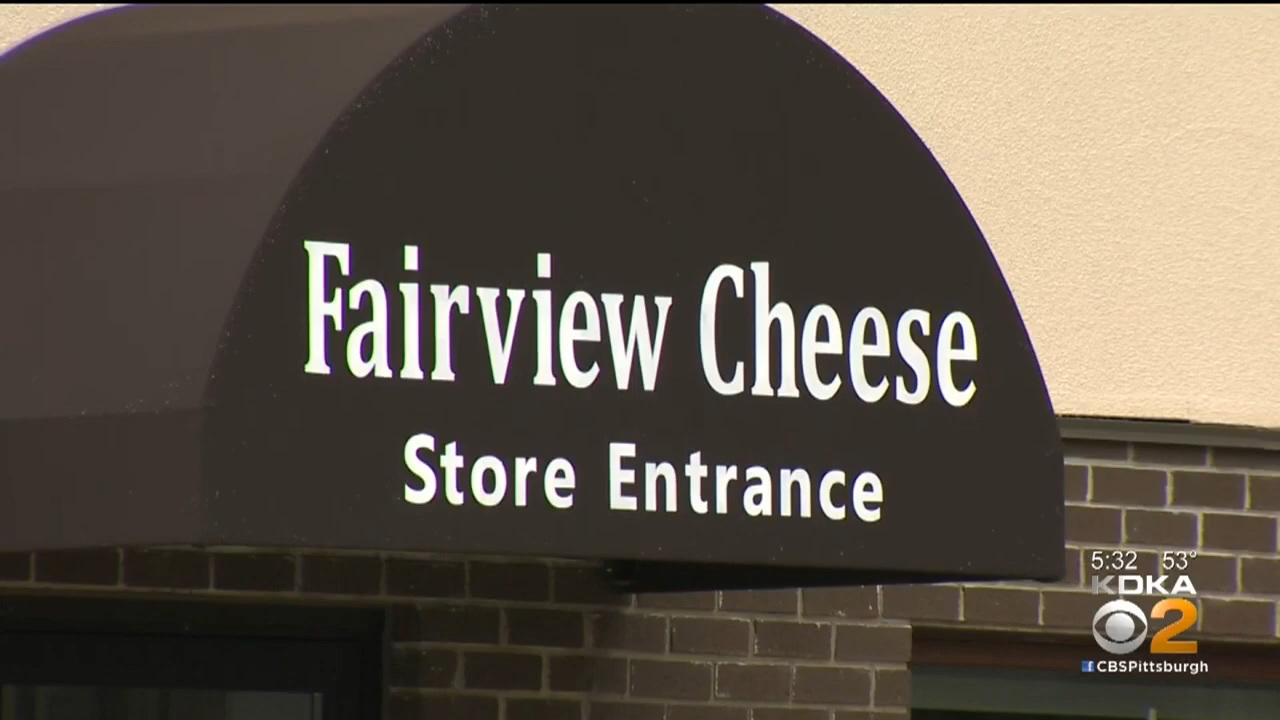 Fairview Cheese
Store Entrance
5:32 53°
KDKA
2
f CBSPittsburgh